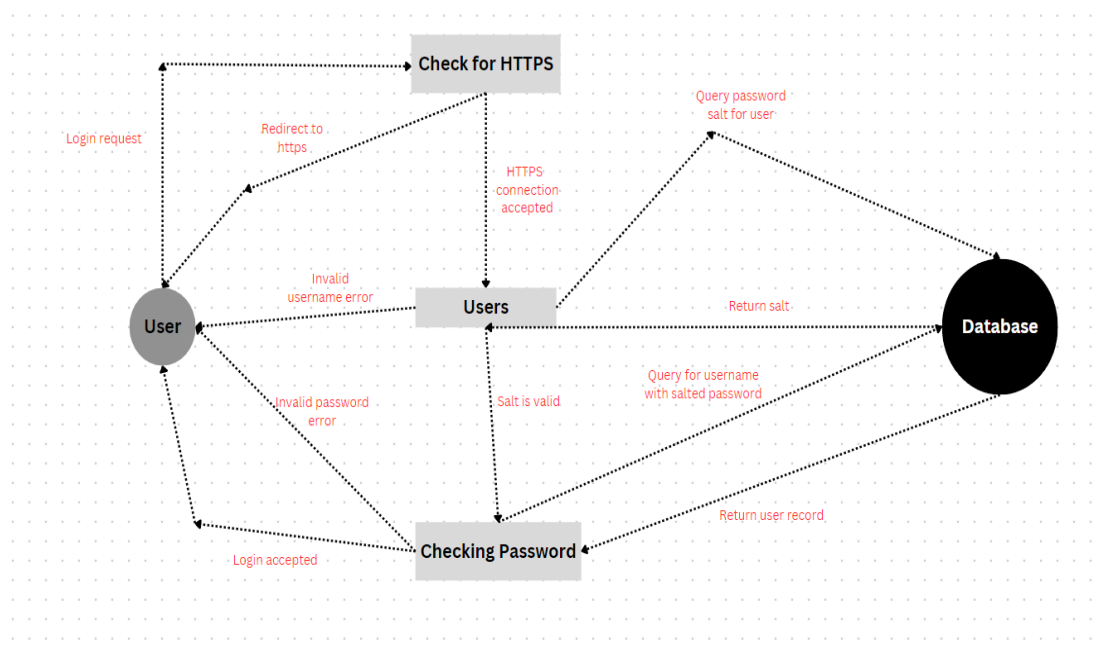 Check for HTTPS
Query password
salt for user
Login request
Redirect to
https
HTTPS
connection
accepted
Invalid
username error
Users
Return salt
User
Database
Query for username
with salted password
Invalid password
error
Salt is valid
Return user record
Checking Password
Login accepted